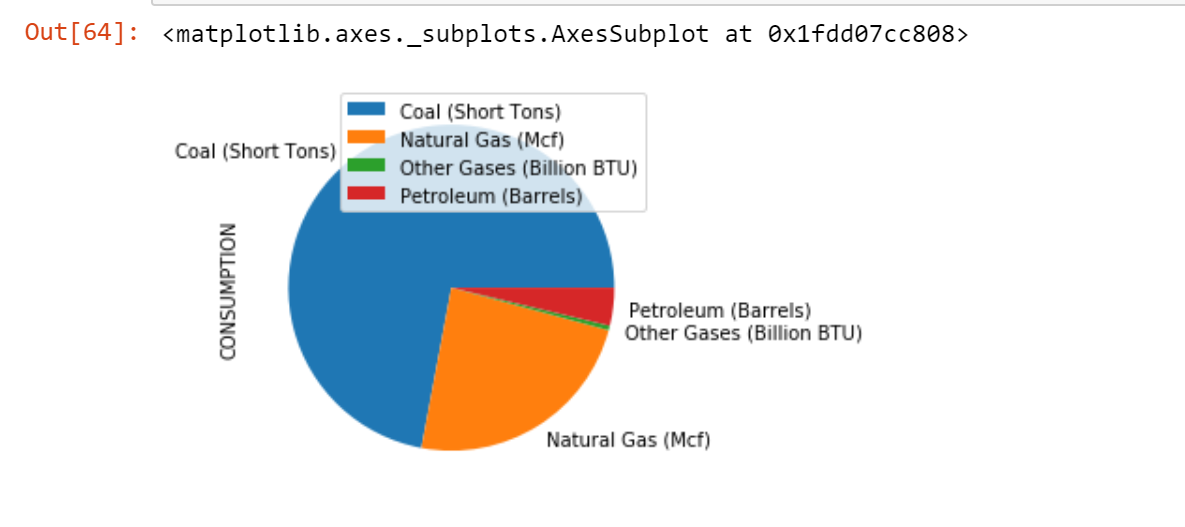 Out[64]: <matplotlib.axes._subplots.AxesSubplot at 0x1fdd07cc808>
Coal (Short Tons)
Natural Gas (Mcf)
Other Gases (Billion BTU)
Petroleum (Barrels)
Coal (Short Tons)
CONSUMPTION
Petroleum (Barrels)
Other Gases (Billion BTU)
Natural Gas (Mcf)